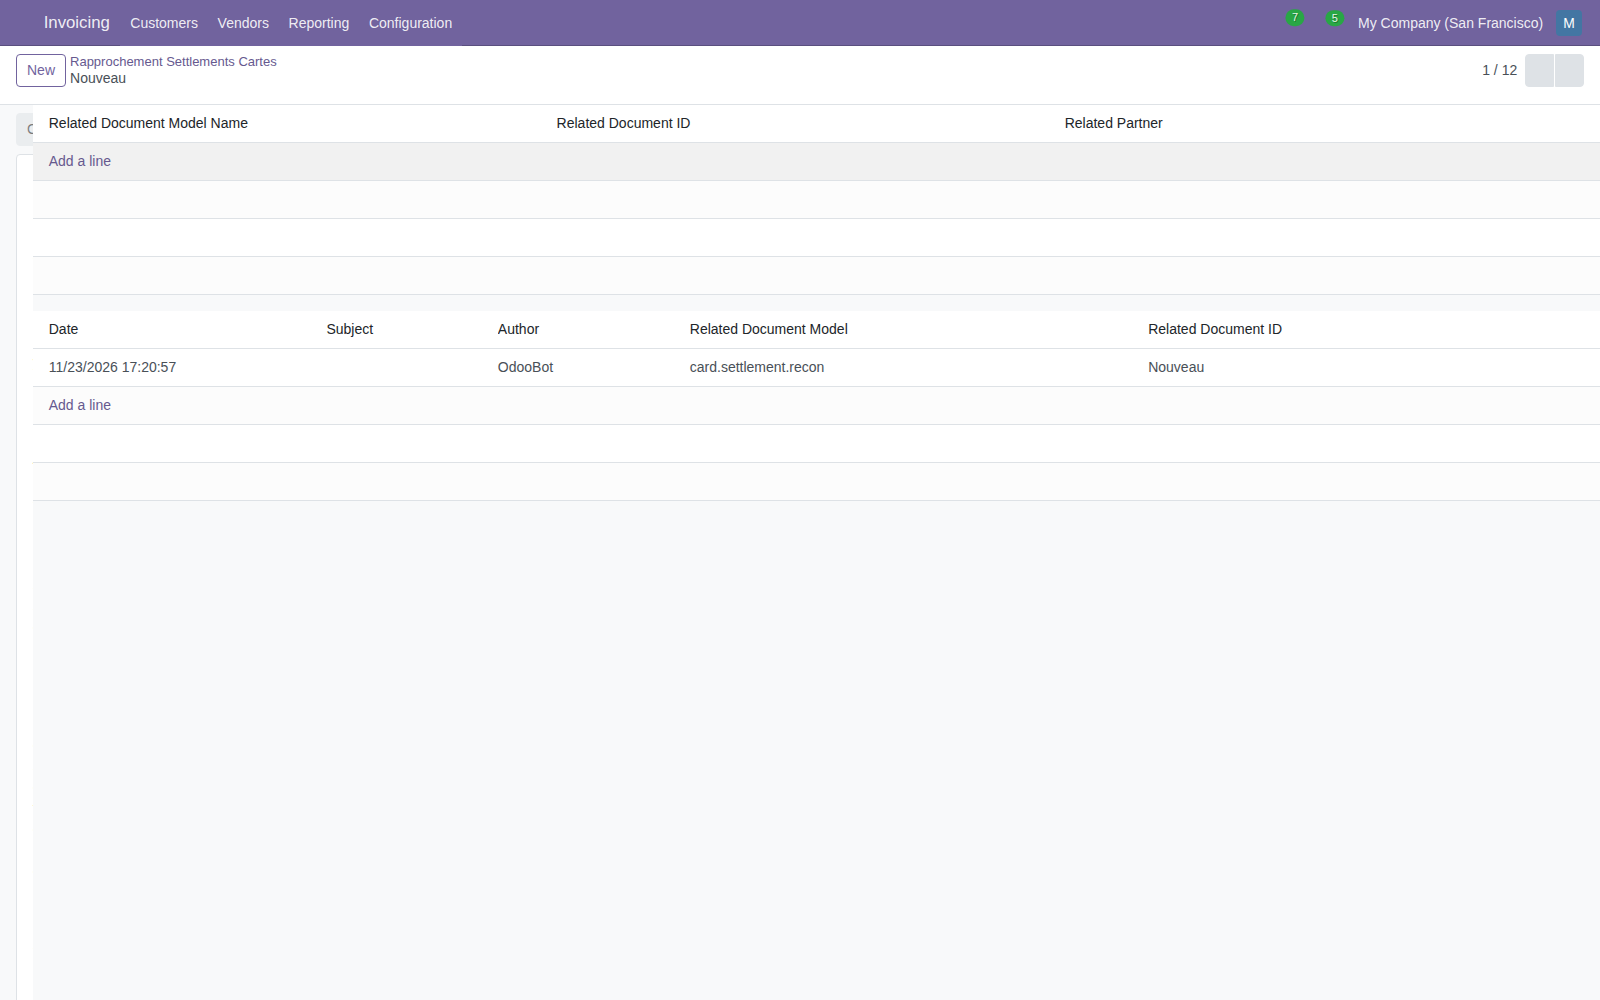 Invoicing Customers Vendors Reporting Configuration 7 5 My Company (San Francisco) M
New Rapprochement Settlements Cartes
Nouveau
1 / 12
Related Document Model Name Related Document ID Related Partner
Add a line
Date Subject Author Related Document Model Related Document ID
11/23/2026 17:20:57 OdooBot card.settlement.recon Nouveau
Add a line